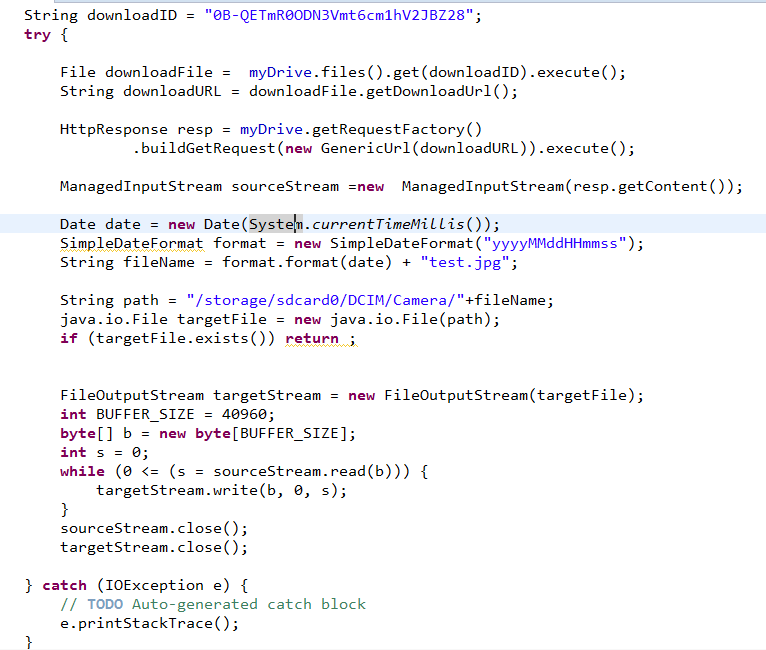 String downloadID = "0B-QETmR0ODN3Vmt6cm1hV2JBZ28";
try {
File downloadFile =  myDrive.files().get(downloadID).execute();
String downloadURL = downloadFile.getDownloadUrl();
HttpResponse resp = myDrive.getRequestFactory()
.buildGetRequest(new GenericUrl(downloadURL)).execute();
ManagedInputStream sourceStream =new  ManagedInputStream(resp.getContent());
Date date = new Date(System.currentTimeMillis());
SimpleDateFormat format = new SimpleDateFormat("yyyyMMddHHmmss");
String fileName = format.format(date) + "test.jpg";
String path = "/storage/sdcard0/DCIM/Camera/"+fileName;
java.io.File targetFile = new java.io.File(path);
if (targetFile.exists()) return ;
FileOutputStream targetStream = new FileOutputStream(targetFile);
int BUFFER_SIZE = 40960;
byte[] b = new byte[BUFFER_SIZE];
int s = 0;
while (0 <= (s = sourceStream.read(b))) {
targetStream.write(b, 0, s);
}
sourceStream.close();
targetStream.close();
} catch (IOException e) {
// TODO Auto-generated catch block
e.printStackTrace();
}